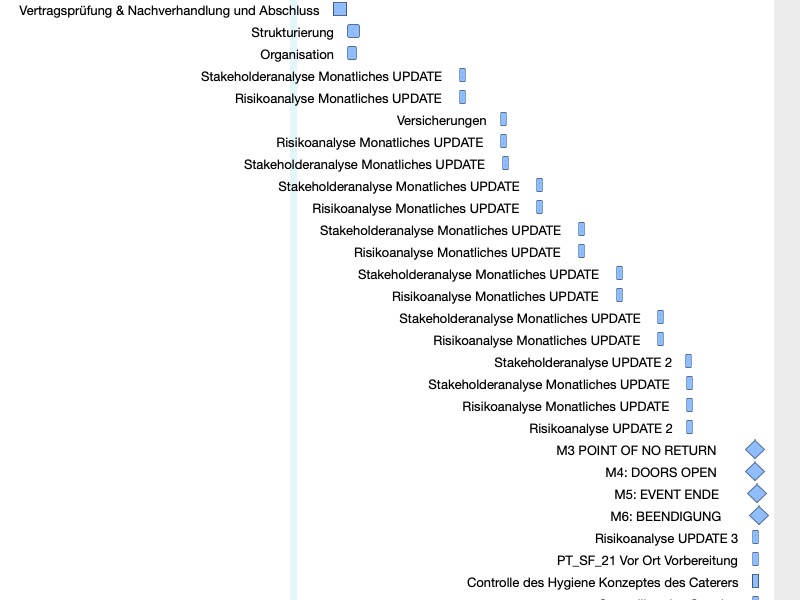 Vertragsprüfung & Nachverhandlung und Abschluss
Strukturierung
Organisation
Stakeholderanalyse Monatliches UPDATE
Risikoanalyse Monatliches UPDATE
Versicherungen
Risikoanalyse Monatliches UPDATE
Stakeholderanalyse Monatliches UPDATE
Stakeholderanalyse Monatliches UPDATE
Risikoanalyse Monatliches UPDATE
Stakeholderanalyse Monatliches UPDATE
Risikoanalyse Monatliches UPDATE
Stakeholderanalyse Monatliches UPDATE
Risikoanalyse Monatliches UPDATE
Stakeholderanalyse Monatliches UPDATE
Risikoanalyse Monatliches UPDATE
Stakeholderanalyse UPDATE 2
Stakeholderanalyse Monatliches UPDATE
Risikoanalyse Monatliches UPDATE
Risikoanalyse UPDATE 2
M3 POINT OF NO RETURN
M4: DOORS OPEN
M5: EVENT ENDE
M6: BEENDIGUNG
Risikoanalyse UPDATE 3
PT_SF_21 Vor Ort Vorbereitung
Controlle des Hygiene Konzeptes des Caterers